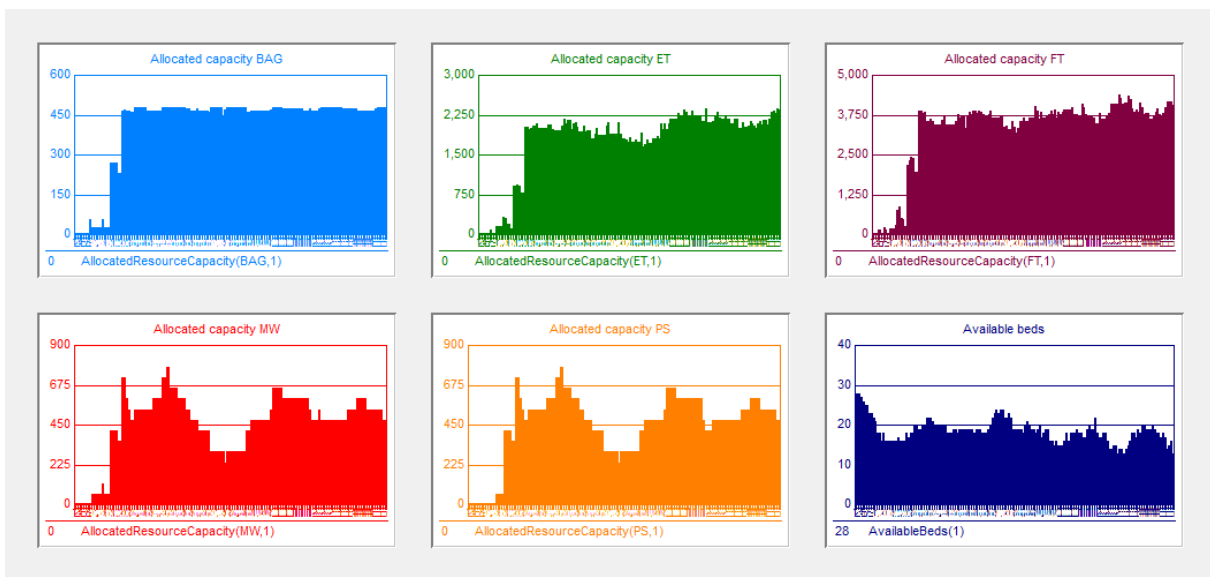 Allocated capacity BAG
600
450
300
150
0
0 AllocatedResourceCapacity(BAG,1)
Allocated capacity ET
3,000
2,250
1,500
750
0
0 AllocatedResourceCapacity(ET,1)
Allocated capacity FT
5,000
3,750
2,500
1,250
0
0 AllocatedResourceCapacity(FT,1)
Allocated capacity MW
900
675
450
225
0
0 AllocatedResourceCapacity(MW,1)
Allocated capacity PS
900
675
450
225
0
0 AllocatedResourceCapacity(PS,1)
Available beds
40
30
20
10
0
28 AvailableBeds(1)